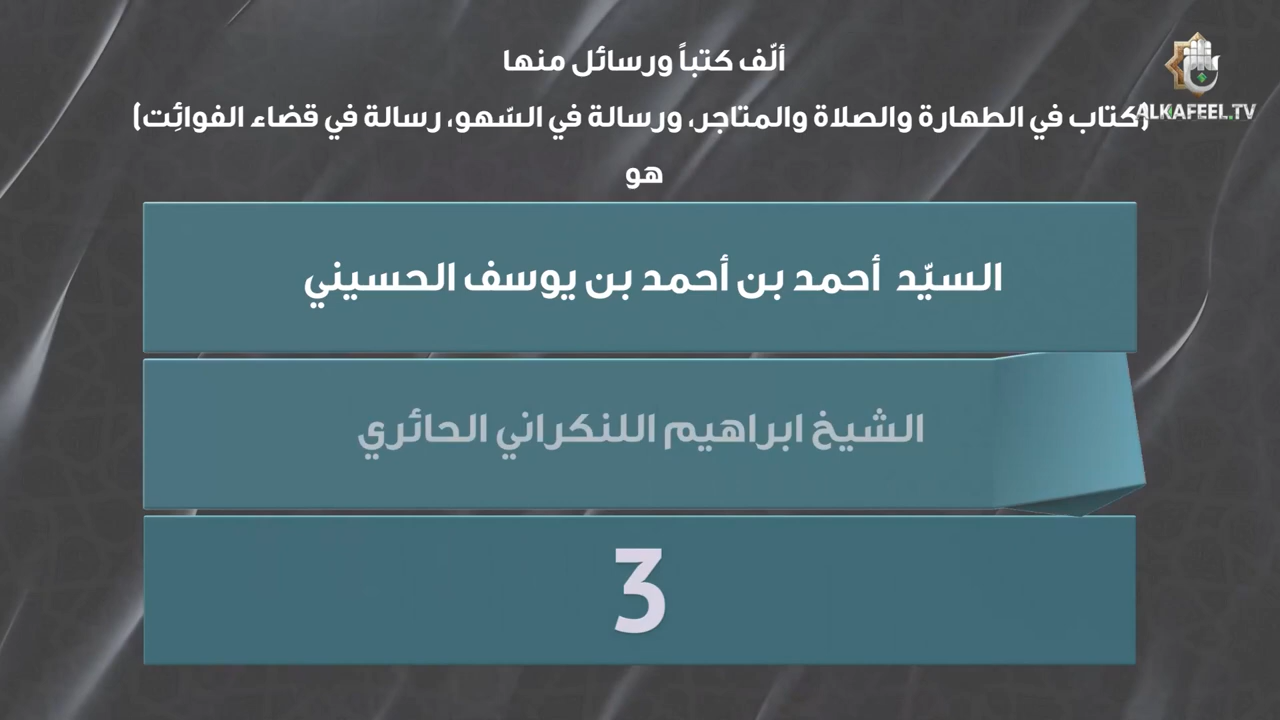 ألّف كتباً ورسائل منها
(كتاب في الطهارة والصلاة والمتاجر، ورسالة في السّهو، رسالة في قضاء الفوائِت)
هو
السيّد أحمد بن أحمد بن يوسف الحسيني
الشيخ ابراهيم اللنكراني الحائري
3
ALKAFEEL.TV